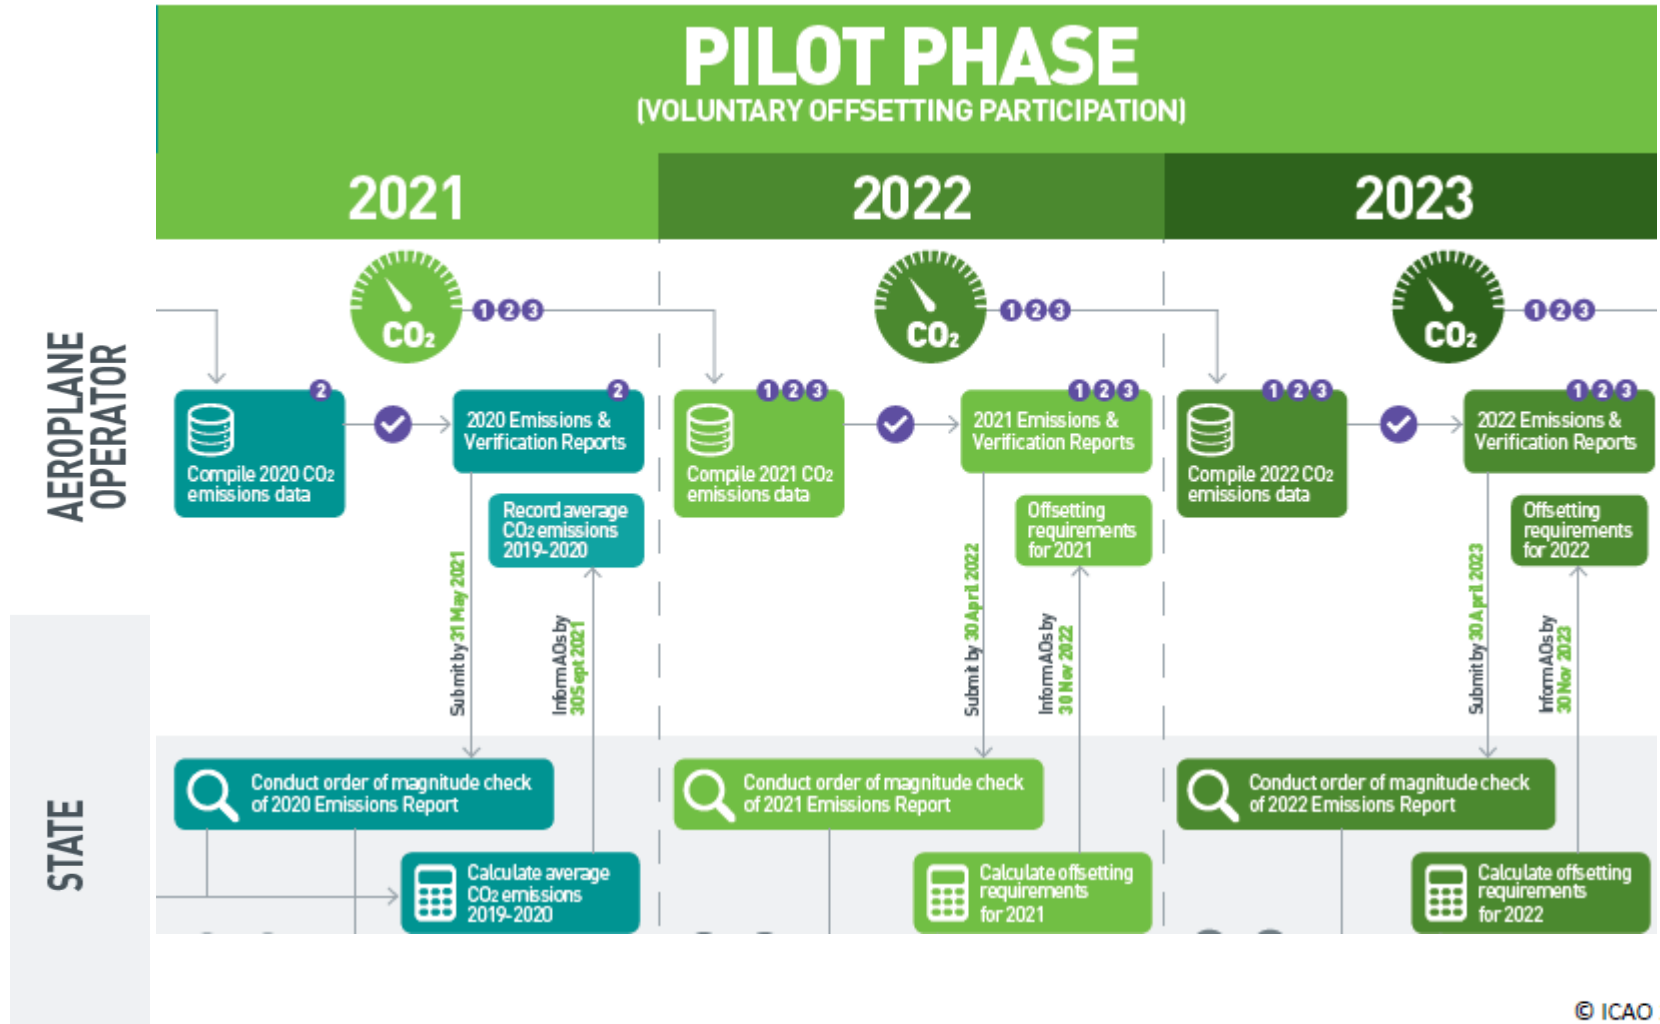 PILOT PHASE
(VOLUNTARY OFFSETTING PARTICIPATION)
2021
2022
2023
AEROPLANE
OPERATOR
CO2
1 2 3
CO2
1 2 3
CO2
1 2 3
2
Compile 2020 CO2
emissions data
2
2020 Emissions &
Verification Reports
Record average
CO2 emissions
2019-2020
1 2 3
Compile 2021 CO2
emissions data
1 2 3
2021 Emissions &
Verification Reports
Offsetting
requirements
for 2021
1 2 3
Compile 2022 CO2
emissions data
1 2 3
2022 Emissions &
Verification Reports
Offsetting
requirements
for 2022
Submit by 31 May 2021
Inform AOs by
30 Sept 2021
Submit by 30 April 2022
Inform AOs by
30 Nov 2022
Submit by 30 April 2023
Inform AOs by
30 Nov 2023
STATE
Conduct order of magnitude check
of 2020 Emissions Report
Calculate average
CO2 emissions
2019-2020
Conduct order of magnitude check
of 2021 Emissions Report
Calculate offsetting
requirements
for 2021
Conduct order of magnitude check
of 2022 Emissions Report
Calculate offsetting
requirements
for 2022
© ICAO